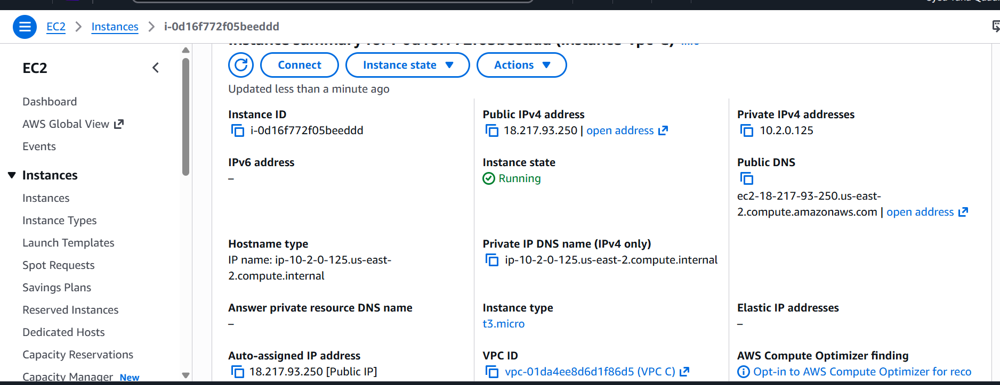 EC2 > Instances > i-0d16f772f05beeddd
EC2
Dashboard
AWS Global View
Events
Instances
Instances
Instance Types
Launch Templates
Spot Requests
Savings Plans
Reserved Instances
Dedicated Hosts
Capacity Reservations
Capacity Manager New
Instance summary for i-0d16f772f05beeddd (Instance-Vpc-C) Info
Connect
Instance state
Actions
Updated less than a minute ago
Instance ID
i-0d16f772f05beeddd
Public IPv4 address
18.217.93.250 | open address
Private IPv4 addresses
10.2.0.125
IPv6 address
–
Instance state
Running
Public DNS
ec2-18-217-93-250.us-east-
2.compute.amazonaws.com | open address
Hostname type
IP name: ip-10-2-0-125.us-east-
2.compute.internal
Private IP DNS name (IPv4 only)
ip-10-2-0-125.us-east-2.compute.internal
Answer private resource DNS name
–
Instance type
t3.micro
Elastic IP addresses
–
Auto-assigned IP address
18.217.93.250 [Public IP]
VPC ID
vpc-01da4ee8d6d1f86d5 (VPC C)
AWS Compute Optimizer finding
Opt-in to AWS Compute Optimizer for reco